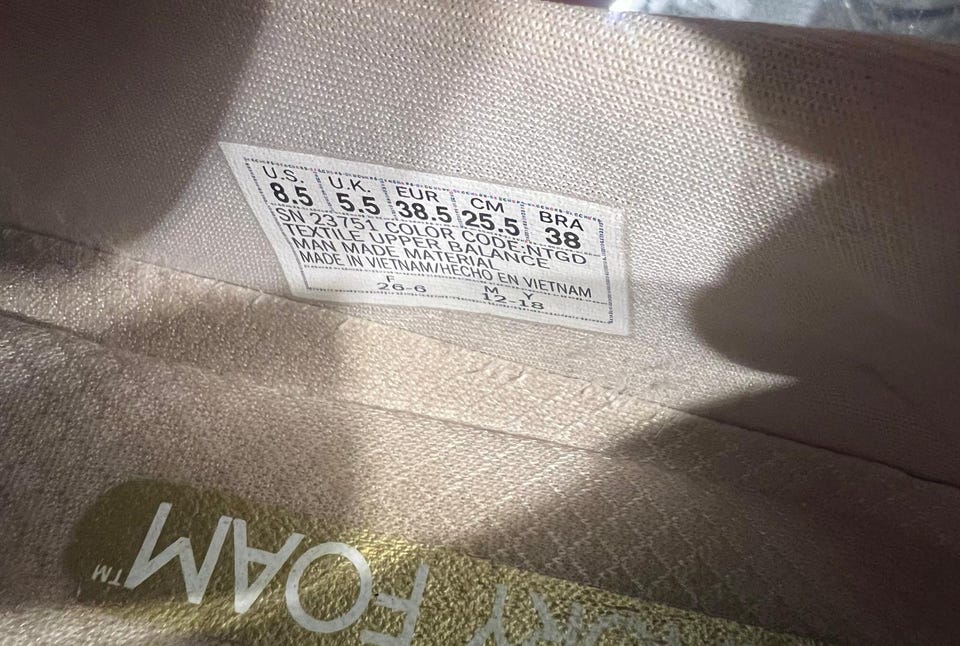 U.S. U.K. EUR CM BRA
8.5 5.5 38.5 25.5 38
SN 23751 COLOR CODE:NTGD
TEXTILE UPPER BALANCE
MAN MADE MATERIAL
MADE IN VIETNAM/HECHO EN VIETNAM
F M Y
26-6 12-18
FOAM™